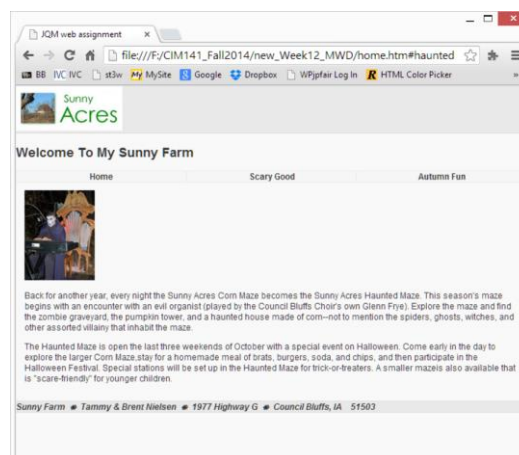 JQM web assignment
file:///F:/CIM141_Fall2014/new_Week12_MWD/home.htm#haunted
BB IVC IVC st3w My MySite Google Dropbox WPjpfair Log In HTML Color Picker »
Sunny
Acres
Welcome To My Sunny Farm
Home Scary Good Autumn Fun
Back for another year, every night the Sunny Acres Corn Maze becomes the Sunny Acres Haunted Maze. This season's maze
begins with an encounter with an evil organist (played by the Council Bluffs Choir's own Glenn Frye). Explore the maze and find
the zombie graveyard, the pumpkin tower, and a haunted house made of corn--not to mention the spiders, ghosts, witches, and
other assorted villainy that inhabit the maze.
The Haunted Maze is open the last three weekends of October with a special event on Halloween. Come early in the day to
explore the larger Corn Maze,stay for a homemade meal of brats, burgers, soda, and chips, and then participate in the
Halloween Festival. Special stations will be set up in the Haunted Maze for trick-or-treaters. A smaller mazeis also available that
is "scare-friendly" for younger children.
Sunny Farm Tammy & Brent Nielsen 1977 Highway G Council Bluffs, IA 51503